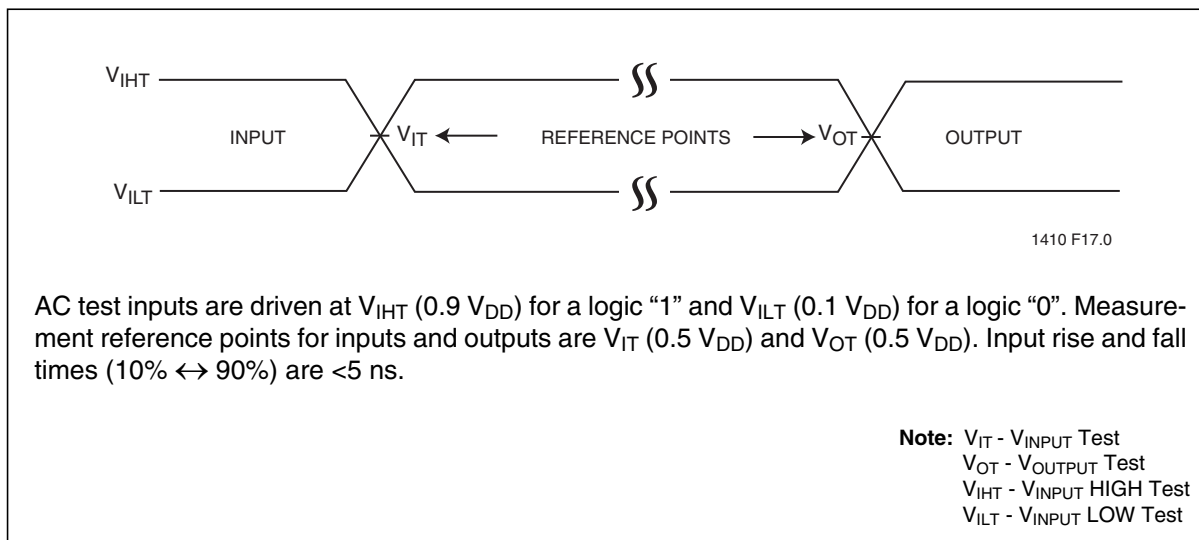 VIHT
INPUT VIT REFERENCE POINTS VOT OUTPUT
VILT
1410 F17.0
AC test inputs are driven at VIHT (0.9 VDD) for a logic “1” and VILT (0.1 VDD) for a logic “0”. Measure-
ment reference points for inputs and outputs are VIT (0.5 VDD) and VOT (0.5 VDD). Input rise and fall
times (10% ↔ 90%) are <5 ns.
Note: VIT - VINPUT Test
VOT - VOUTPUT Test
VIHT - VINPUT HIGH Test
VILT - VINPUT LOW Test